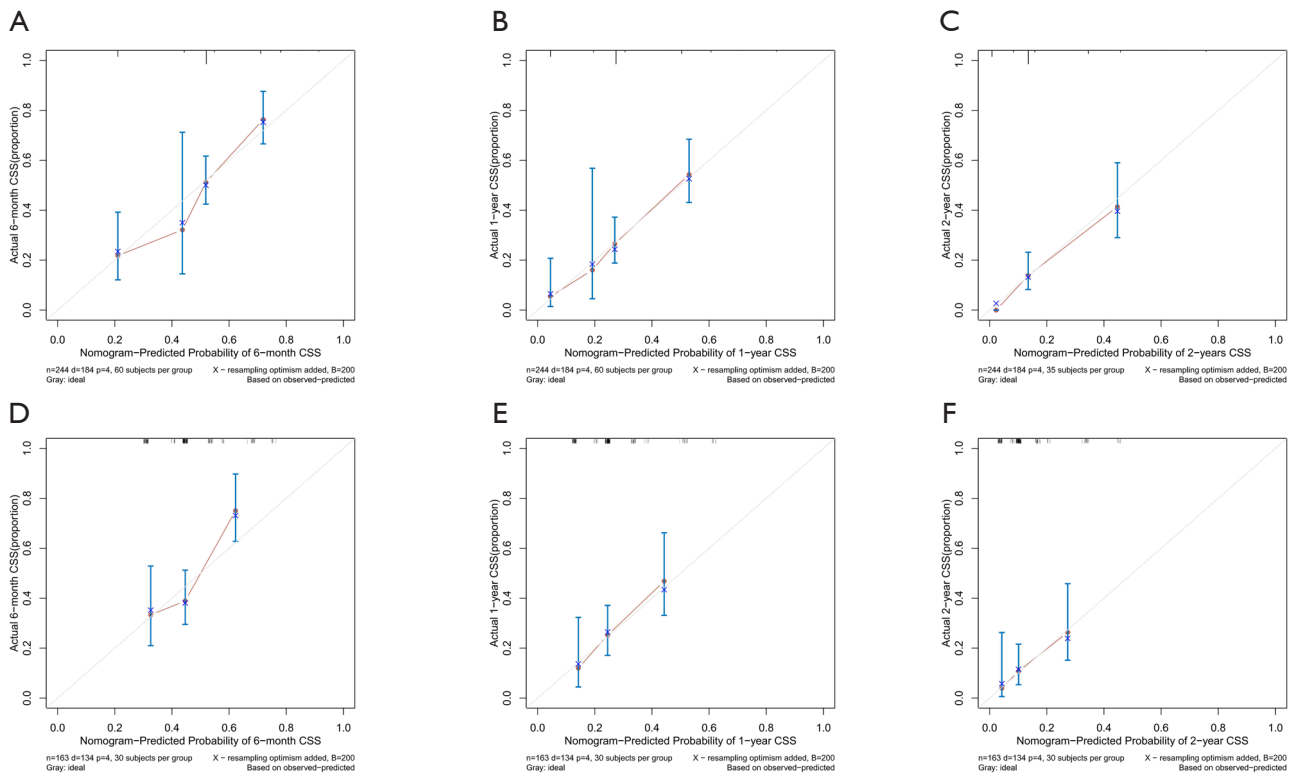 A
Actual 6−month CSS(proportion)
0.0 0.2 0.4 0.6 0.8 1.0
0.0 0.2 0.4 0.6 0.8 1.0
Nomogram−Predicted Probability of 6−month CSS
n=244 d=184 p=4, 60 subjects per group
Gray: ideal
X − resampling optimism added, B=200
Based on observed−predicted
B
Actual 1−year CSS(proportion)
0.0 0.2 0.4 0.6 0.8 1.0
0.0 0.2 0.4 0.6 0.8 1.0
Nomogram−Predicted Probability of 1−year CSS
n=244 d=184 p=4, 60 subjects per group
Gray: ideal
X − resampling optimism added, B=200
Based on observed−predicted
C
Actual 2−year CSS(proportion)
0.0 0.2 0.4 0.6 0.8 1.0
0.0 0.2 0.4 0.6 0.8 1.0
Nomogram−Predicted Probability of 2−years CSS
n=244 d=184 p=4, 35 subjects per group
Gray: ideal
X − resampling optimism added, B=200
Based on observed−predicted
D
Actual 6−month CSS(proportion)
0.0 0.2 0.4 0.6 0.8 1.0
0.0 0.2 0.4 0.6 0.8 1.0
Nomogram−Predicted Probability of 6−month CSS
n=163 d=134 p=4, 30 subjects per group
Gray: ideal
X − resampling optimism added, B=200
Based on observed−predicted
E
Actual 1−year CSS(proportion)
0.0 0.2 0.4 0.6 0.8 1.0
0.0 0.2 0.4 0.6 0.8 1.0
Nomogram−Predicted Probability of 1−year CSS
n=163 d=134 p=4, 30 subjects per group
Gray: ideal
X − resampling optimism added, B=200
Based on observed−predicted
F
Actual 2−year CSS(proportion)
0.0 0.2 0.4 0.6 0.8 1.0
0.0 0.2 0.4 0.6 0.8 1.0
Nomogram−Predicted Probability of 2−year CSS
n=163 d=134 p=4, 30 subjects per group
Gray: ideal
X − resampling optimism added, B=200
Based on observed−predicted